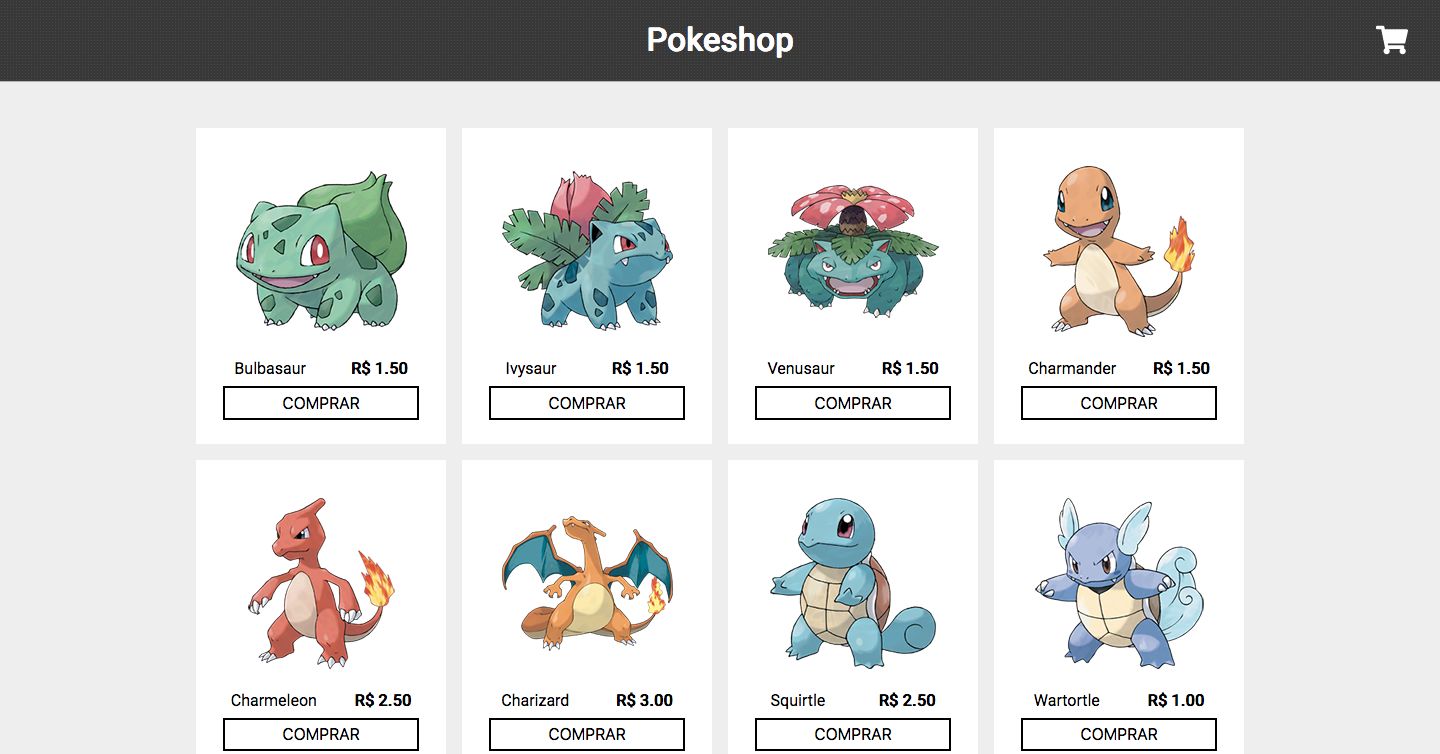 Pokeshop
Bulbasaur R$ 1.50
Ivysaur R$ 1.50
Venusaur R$ 1.50
Charmander R$ 1.50
COMPRAR
COMPRAR
COMPRAR
COMPRAR
Charmeleon R$ 2.50
Charizard R$ 3.00
Squirtle R$ 2.50
Wartortle R$ 1.00
COMPRAR
COMPRAR
COMPRAR
COMPRAR